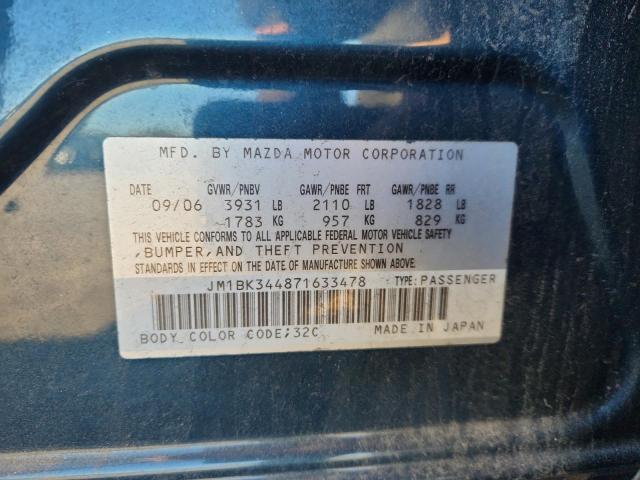 MFD. BY MAZDA MOTOR CORPORATION
DATE GVWR/PNBV GAWR/PNBE FRT GAWR/PNBE RR
09/06 3931 LB 2110 LB 1828 LB
1783 KG 957 KG 829 KG
THIS VEHICLE CONFORMS TO ALL APPLICABLE FEDERAL MOTOR VEHICLE SAFETY
,BUMPER,AND THEFT PREVENTION
STANDARDS IN EFFECT ON THE DATE OF MANUFACTURE SHOWN ABOVE.
JM1BK344871633478 TYPE:PASSENGER
BODY COLOR CODE;32C MADE IN JAPAN